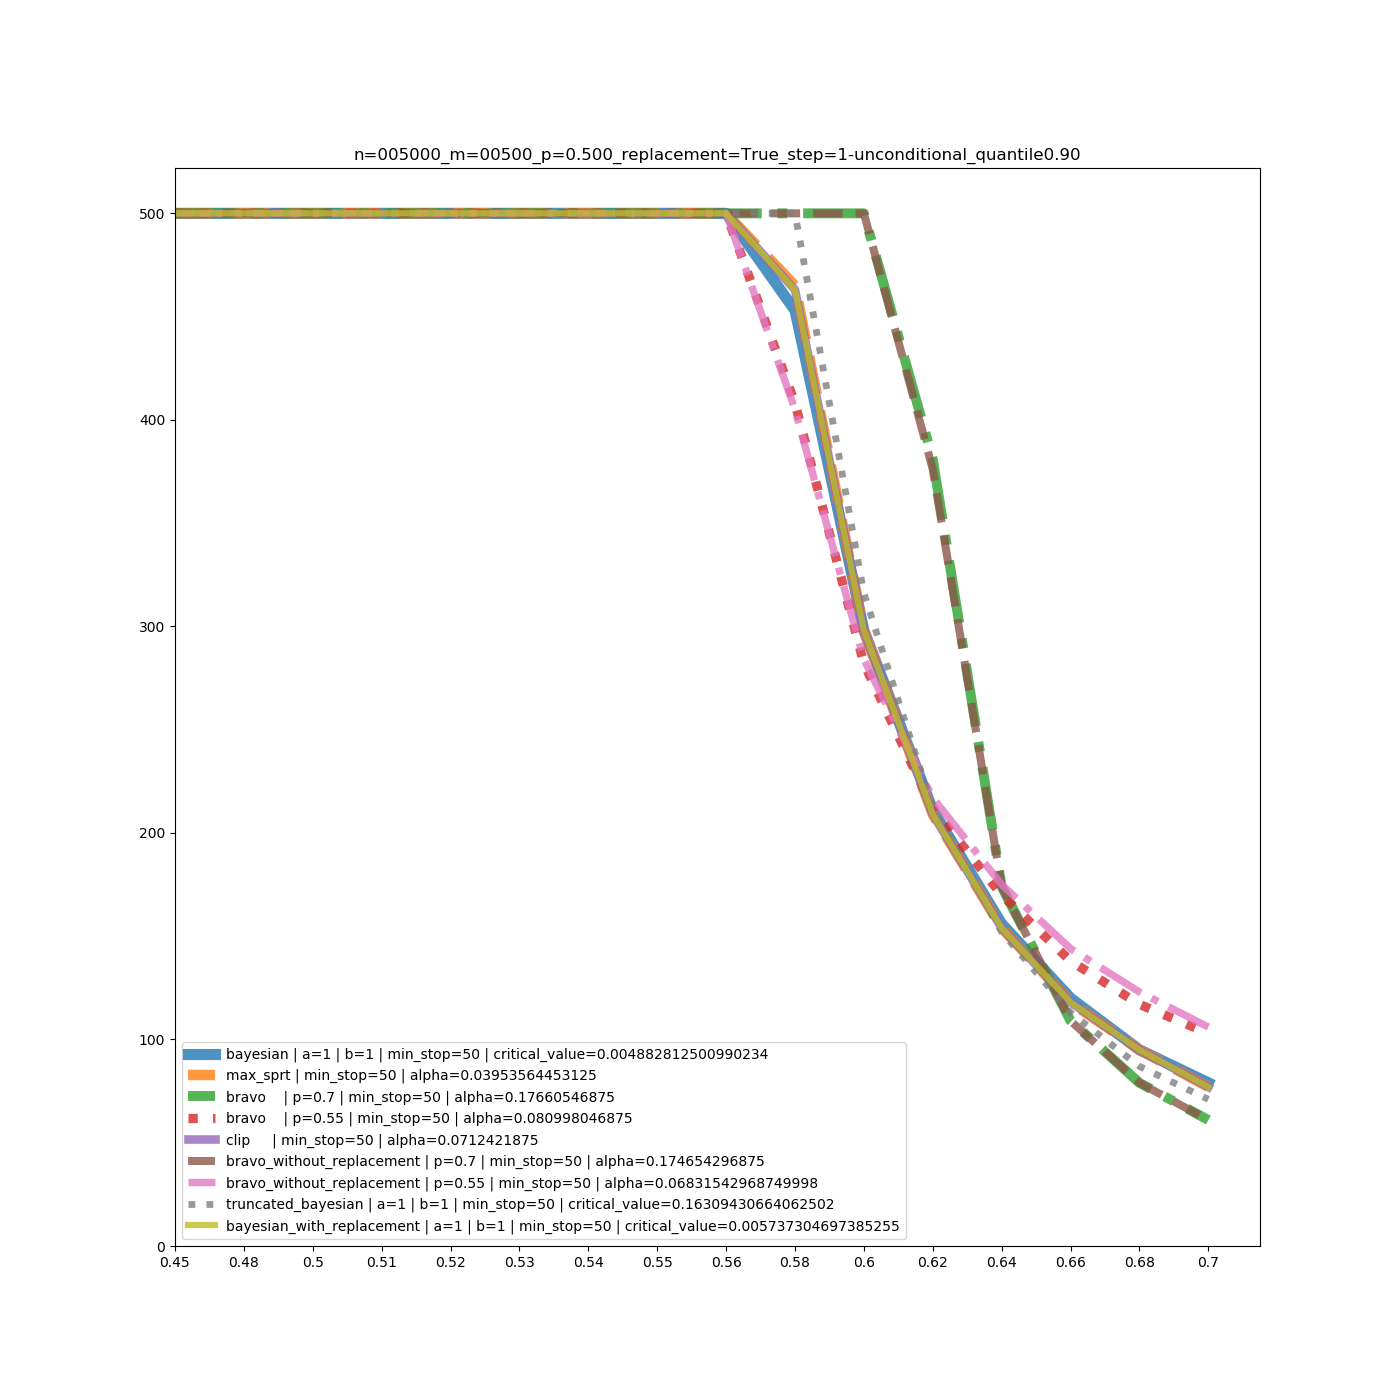 n=005000_m=00500_p=0.500_replacement=True_step=1-unconditional_quantile0.90
500
400
300
200
100
0
bayesian | a=1 | b=1 | min_stop=50 | critical_value=0.004882812500990234
max_sprt | min_stop=50 | alpha=0.03953564453125
bravo    | p=0.7 | min_stop=50 | alpha=0.17660546875
bravo    | p=0.55 | min_stop=50 | alpha=0.080998046875
clip     | min_stop=50 | alpha=0.0712421875
bravo_without_replacement | p=0.7 | min_stop=50 | alpha=0.174654296875
bravo_without_replacement | p=0.55 | min_stop=50 | alpha=0.06831542968749998
truncated_bayesian | a=1 | b=1 | min_stop=50 | critical_value=0.16309430664062502
bayesian_with_replacement | a=1 | b=1 | min_stop=50 | critical_value=0.005737304697385255
0.45 0.48 0.5 0.51 0.52 0.53 0.54 0.55 0.56 0.58 0.6 0.62 0.64 0.66 0.68 0.7